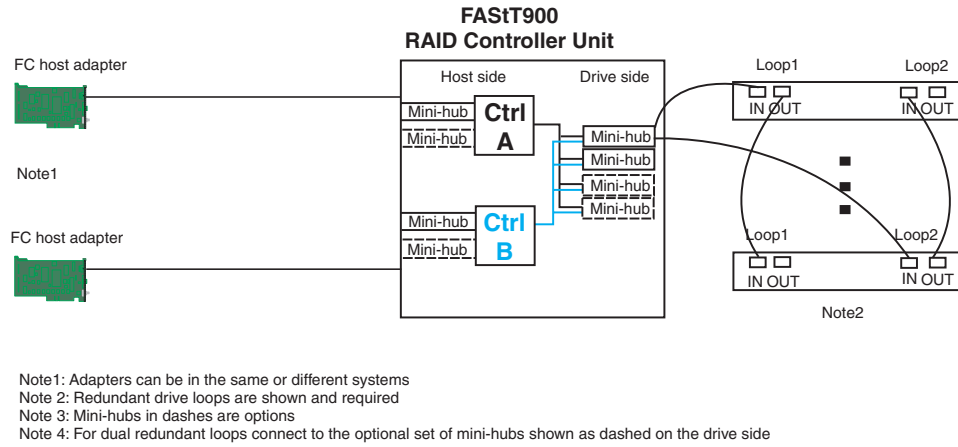 FAStT900
RAID Controller Unit
FC host adapter
Host side
Drive side
Loop1
Loop2
Mini-hub
Ctrl
A
IN OUT
IN OUT
Mini-hub
Mini-hub
Mini-hub
Note1
Mini-hub
Mini-hub
Mini-hub
Ctrl
B
FC host adapter
Mini-hub
Loop1
Loop2
IN OUT
IN OUT
Note2
Note1: Adapters can be in the same or different systems
Note 2: Redundant drive loops are shown and required
Note 3: Mini-hubs in dashes are options
Note 4: For dual redundant loops connect to the optional set of mini-hubs shown as dashed on the drive side